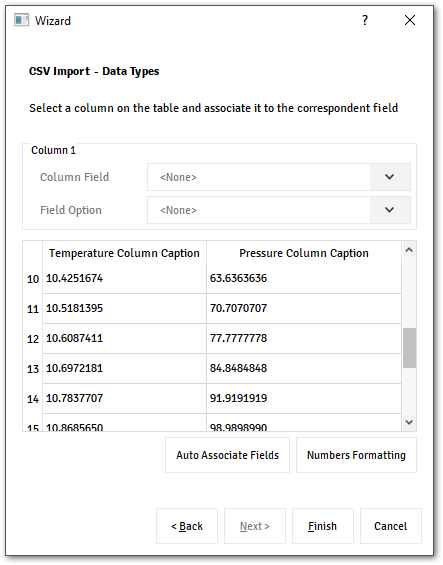 Wizard
?
CSV Import - Data Types
Select a column on the table and associate it to the correspondent field
Column 1
Column Field <None>
Field Option <None>
Temperature Column Caption Pressure Column Caption
10 10.4251674 63.6363636
11 10.5181395 70.7070707
12 10.6087411 77.7777778
13 10.6972181 84.8484848
14 10.7837707 91.9191919
15 10.8685650 98.9898990
Auto Associate Fields Numbers Formatting
< Back Next > Finish Cancel